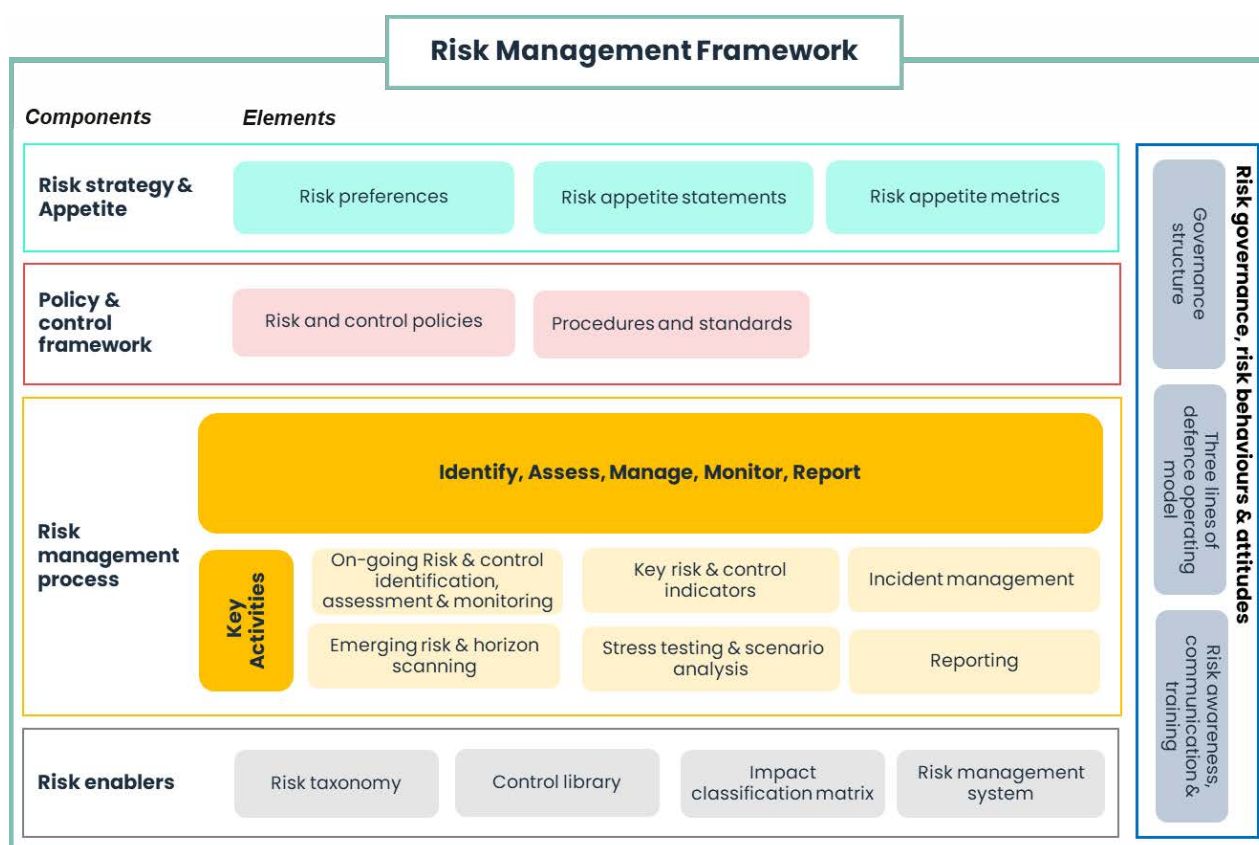 Risk Management Framework
Components
Elements
Risk strategy &
Appetite
Risk preferences
Risk appetite statements
Risk appetite metrics
Policy &
control
framework
Risk and control policies
Procedures and standards
Risk
management
process
Identify, Assess, Manage, Monitor, Report
Key
Activities
On-going Risk & control
identification,
assessment & monitoring
Key risk & control
indicators
Incident management
Emerging risk & horizon
scanning
Stress testing & scenario
analysis
Reporting
Risk enablers
Risk taxonomy
Control library
Impact
classification matrix
Risk management
system
Risk governance, risk behaviours & attitudes
Governance
structure
Three lines of
defence operating
model
Risk awareness,
communication &
training